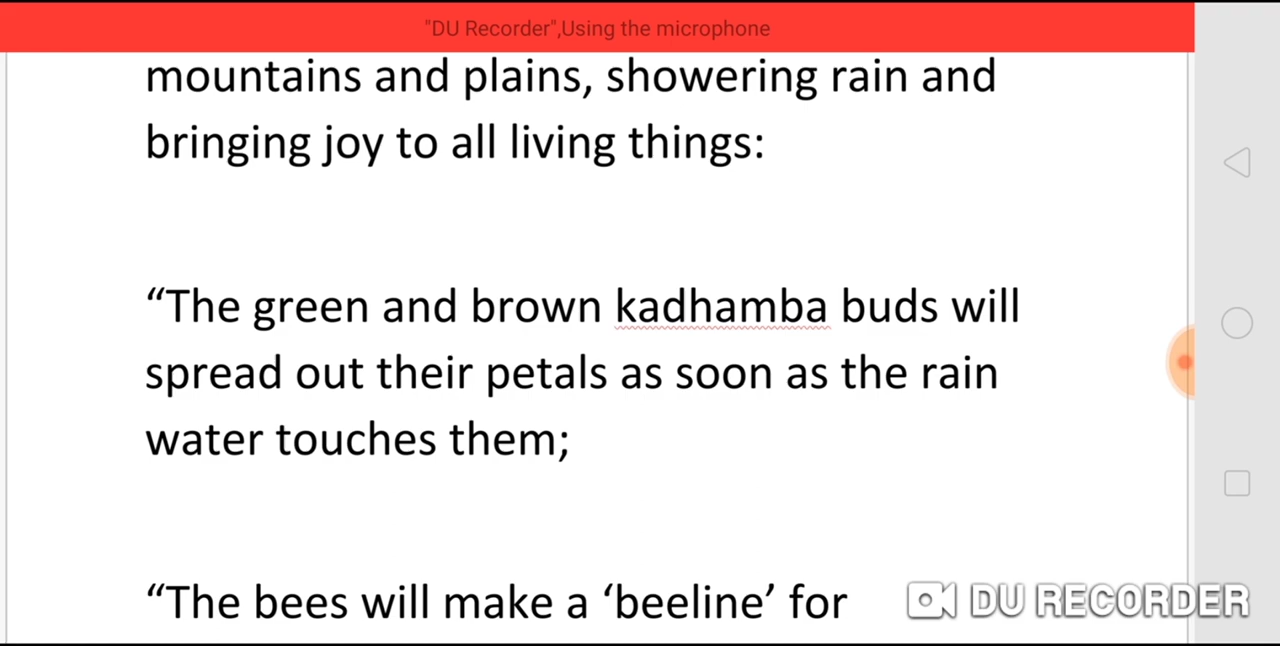 "DU Recorder",Using the microphone
mountains and plains, showering rain and
bringing joy to all living things:
“The green and brown kadhamba buds will
spread out their petals as soon as the rain
water touches them;
“The bees will make a ‘beeline’ for
DU RECORDER